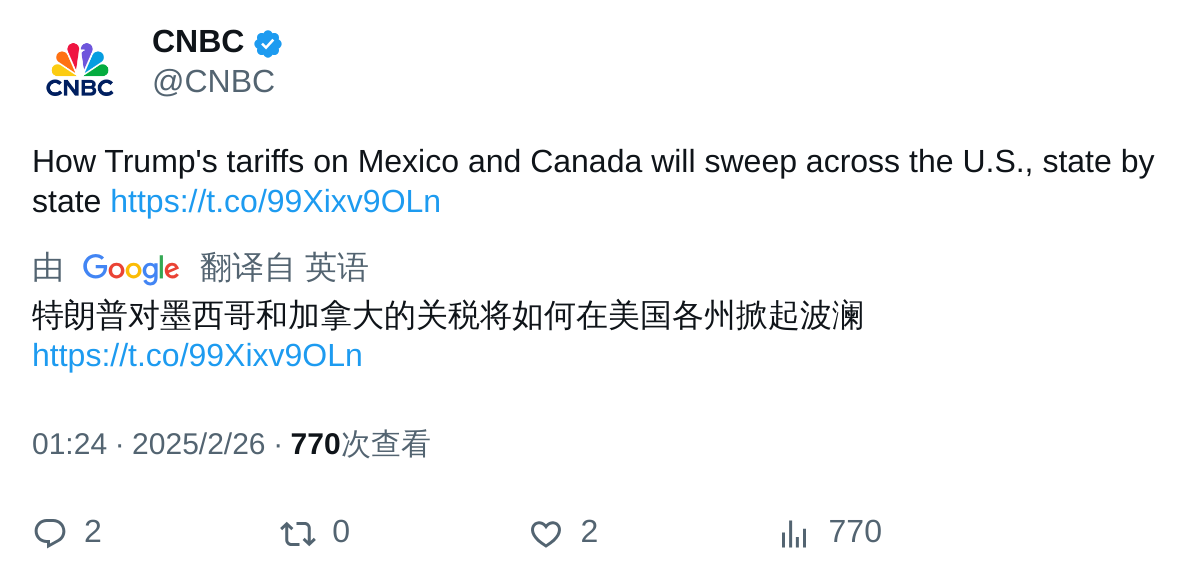 CNBC
CNBC
@CNBC
How Trump's tariffs on Mexico and Canada will sweep across the U.S., state by
state https://t.co/99Xixv9OLn
由 Google 翻译自 英语
特朗普对墨西哥和加拿大的关税将如何在美国各州掀起波澜
https://t.co/99Xixv9OLn
01:24 · 2025/2/26 · 770次查看
2 0 2 770